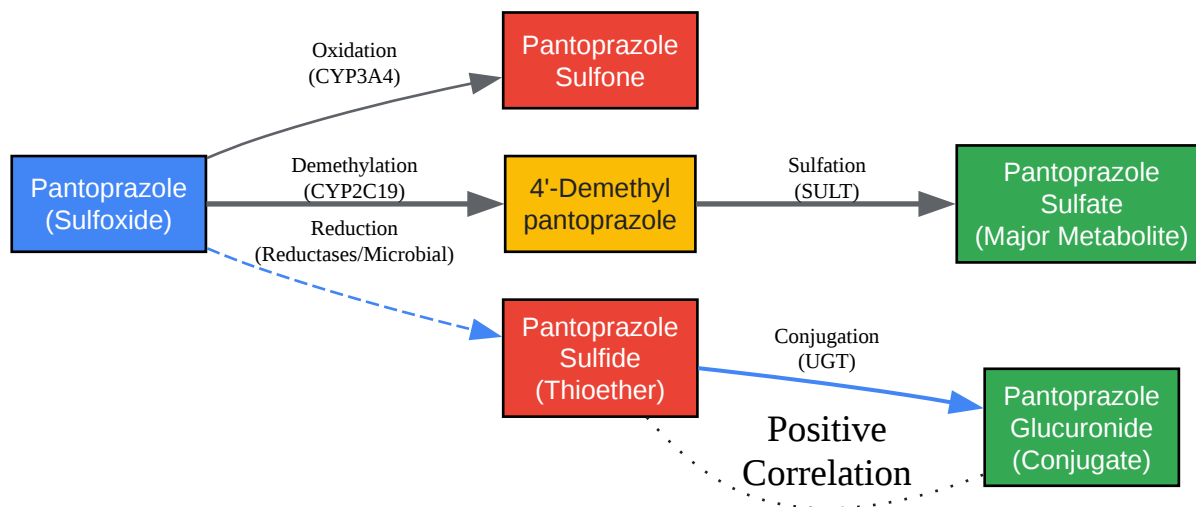 Oxidation
(CYP3A4)
Pantoprazole
Sulfone
Pantoprazole
(Sulfoxide)
Demethylation
(CYP2C19)
4'-Demethyl
pantoprazole
Sulfation
(SULT)
Pantoprazole
Sulfate
(Major Metabolite)
Reduction
(Reductases/Microbial)
Pantoprazole
Sulfide
(Thioether)
Conjugation
(UGT)
Pantoprazole
Glucuronide
(Conjugate)
Positive
Correlation